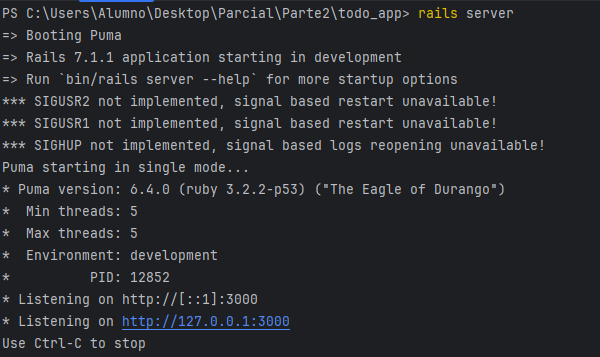 PS C:\Users\Alumno\Desktop\Parcial\Parte2\todo_app> rails server
=> Booting Puma
=> Rails 7.1.1 application starting in development
=> Run `bin/rails server --help` for more startup options
*** SIGUSR2 not implemented, signal based restart unavailable!
*** SIGUSR1 not implemented, signal based restart unavailable!
*** SIGHUP not implemented, signal based logs reopening unavailable!
Puma starting in single mode...
* Puma version: 6.4.0 (ruby 3.2.2-p53) ("The Eagle of Durango")
*  Min threads: 5
*  Max threads: 5
*  Environment: development
*          PID: 12852
* Listening on http://[::1]:3000
* Listening on http://127.0.0.1:3000
Use Ctrl-C to stop